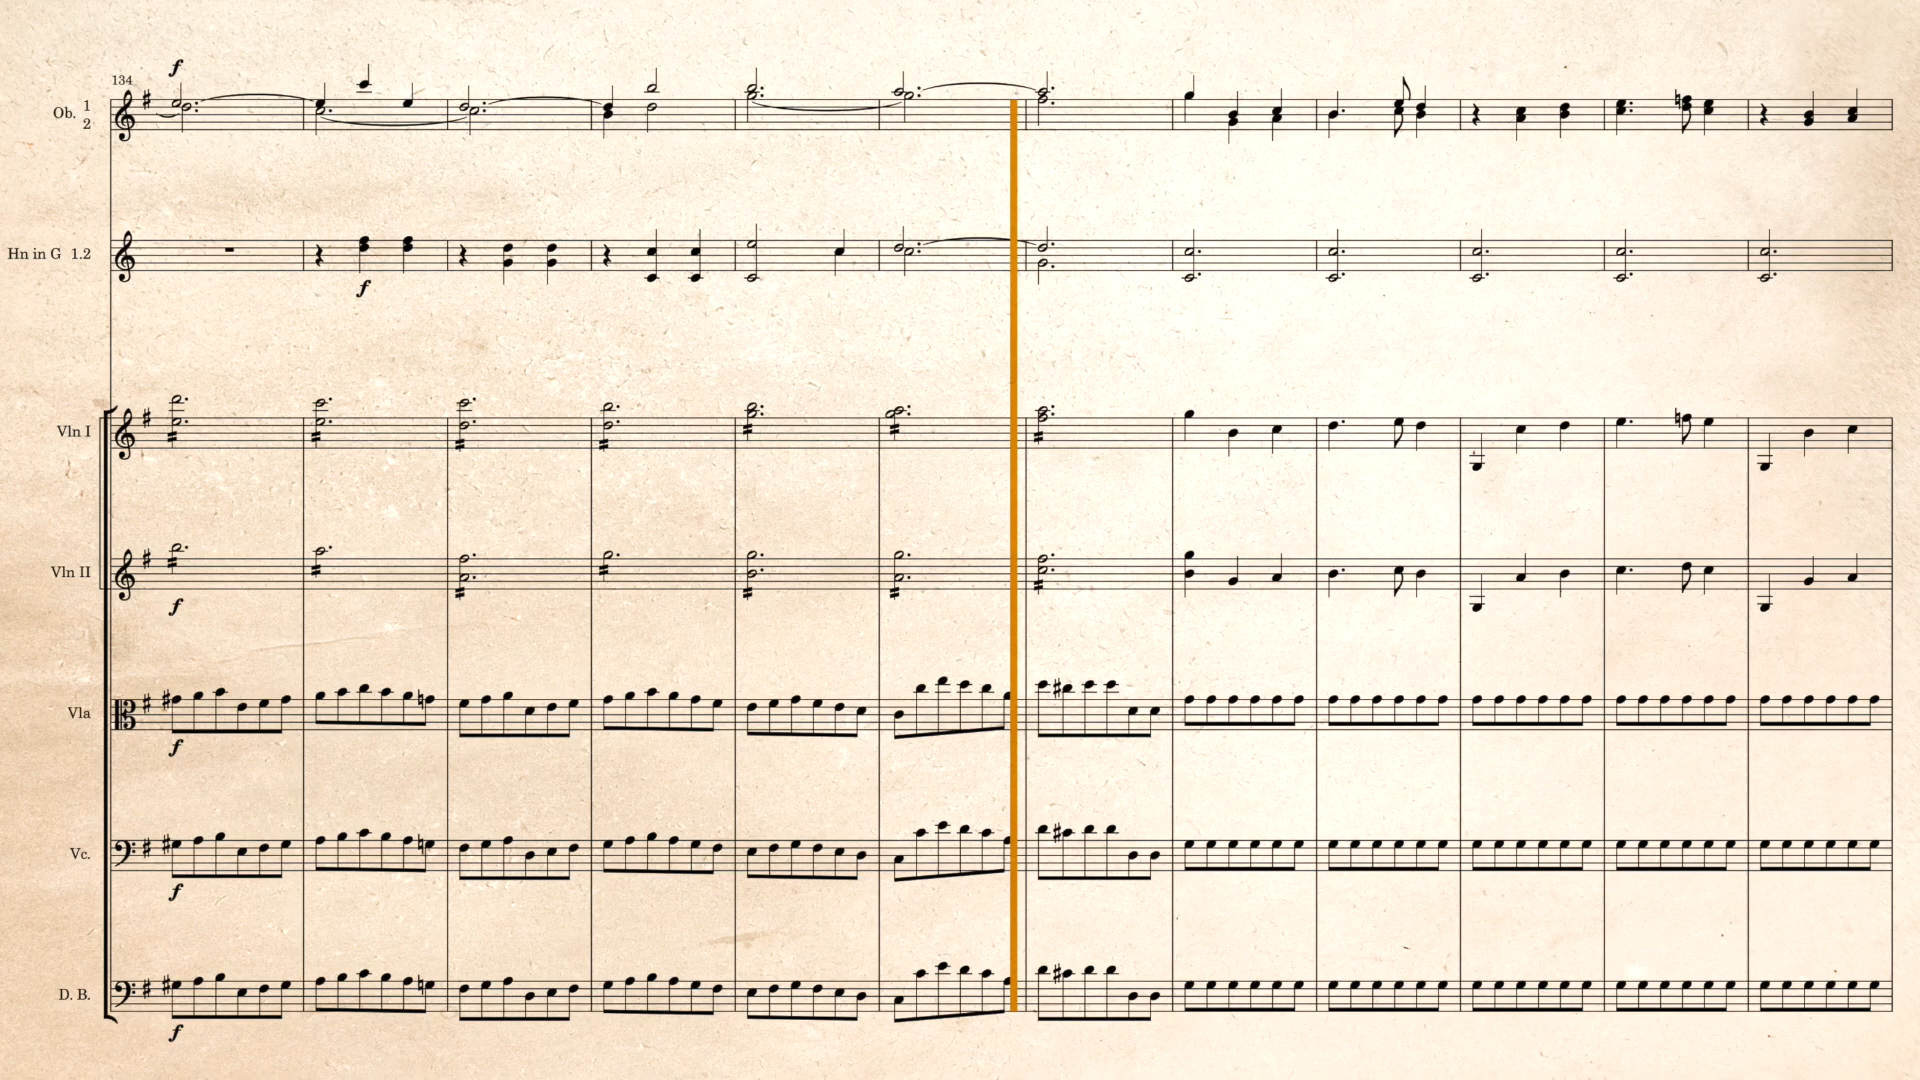 f
134
Ob. 1
2
Hn in G 1.2
f
Vln I
Vln II
f
Vla
f
Vc.
f
D. B.
f